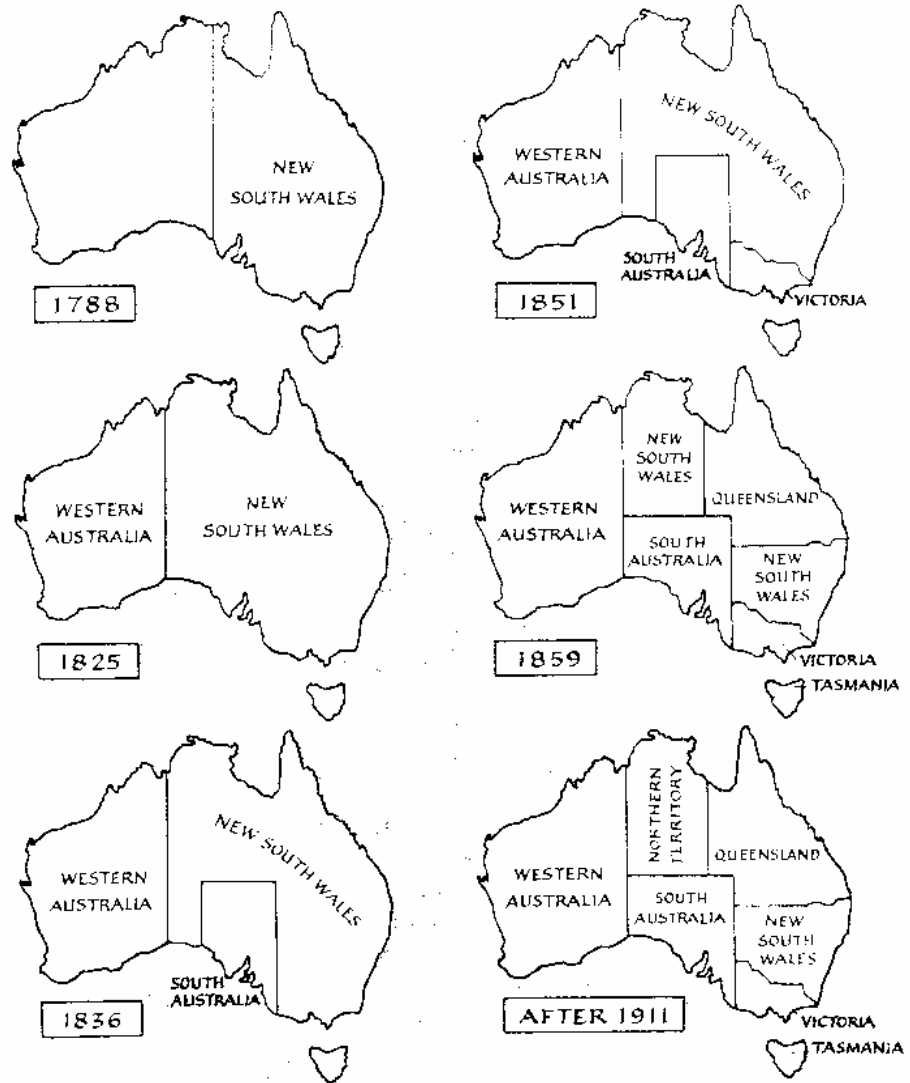 NEW
SOUTH WALES
1788
WESTERN
AUSTRALIA
NEW
SOUTH WALES
1825
WESTERN
AUSTRALIA
NEW SOUTH WALES
SOUTH
AUSTRALIA
1836
WESTERN
AUSTRALIA
NEW SOUTH WALES
SOUTH
AUSTRALIA
VICTORIA
1851
WESTERN
AUSTRALIA
NEW
SOUTH
WALES
QUEENSLAND
SOUTH
AUSTRALIA
NEW
SOUTH
WALES
VICTORIA
TASMANIA
1859
WESTERN
AUSTRALIA
NORTHERN
TERRITORY
QUEENSLAND
SOUTH
AUSTRALIA
NEW
SOUTH
WALES
VICTORIA
TASMANIA
AFTER 1911